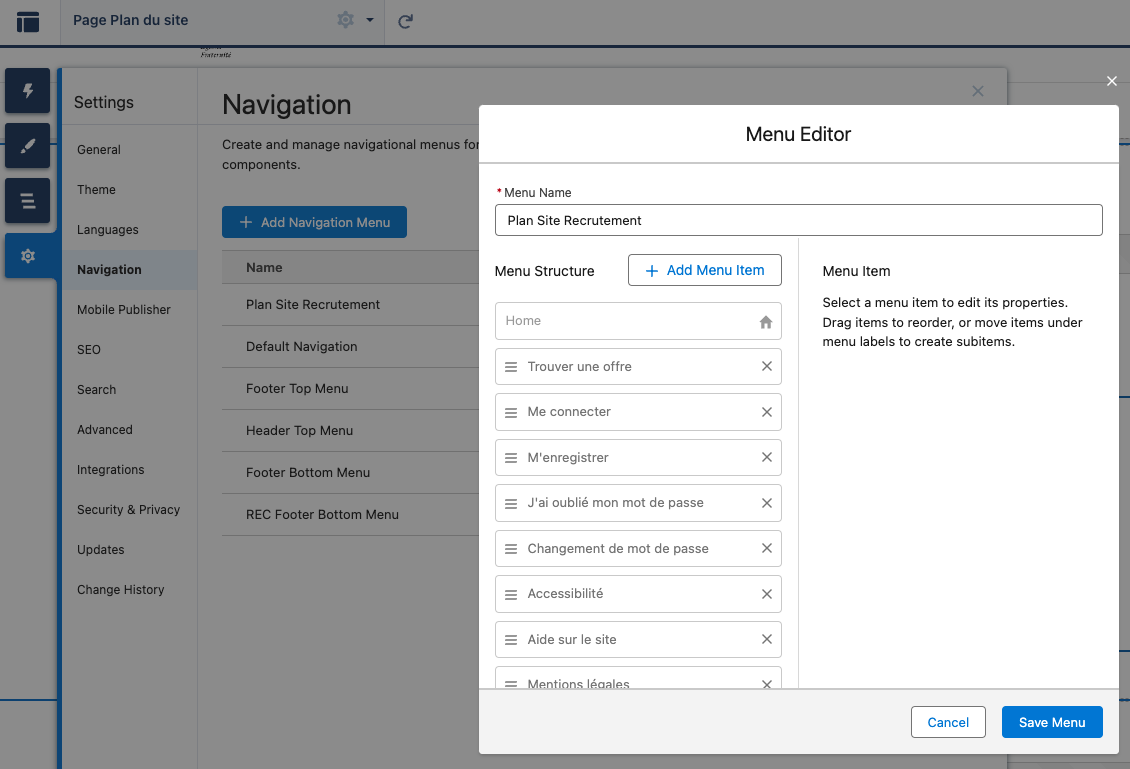 Page Plan du site
Fraternité
Settings
General
Theme
Languages
Navigation
Mobile Publisher
SEO
Search
Advanced
Integrations
Security & Privacy
Updates
Change History
Navigation
Create and manage navigational menus for
components.
Add Navigation Menu
Name
Plan Site Recrutement
Default Navigation
Footer Top Menu
Header Top Menu
Footer Bottom Menu
REC Footer Bottom Menu
Menu Editor
* Menu Name
Plan Site Recrutement
Menu Structure
Add Menu Item
Home
Trouver une offre
Me connecter
M'enregistrer
J'ai oublié mon mot de passe
Changement de mot de passe
Accessibilité
Aide sur le site
Mentions légales
Menu Item
Select a menu item to edit its properties.
Drag items to reorder, or move items under
menu labels to create subitems.
Cancel
Save Menu